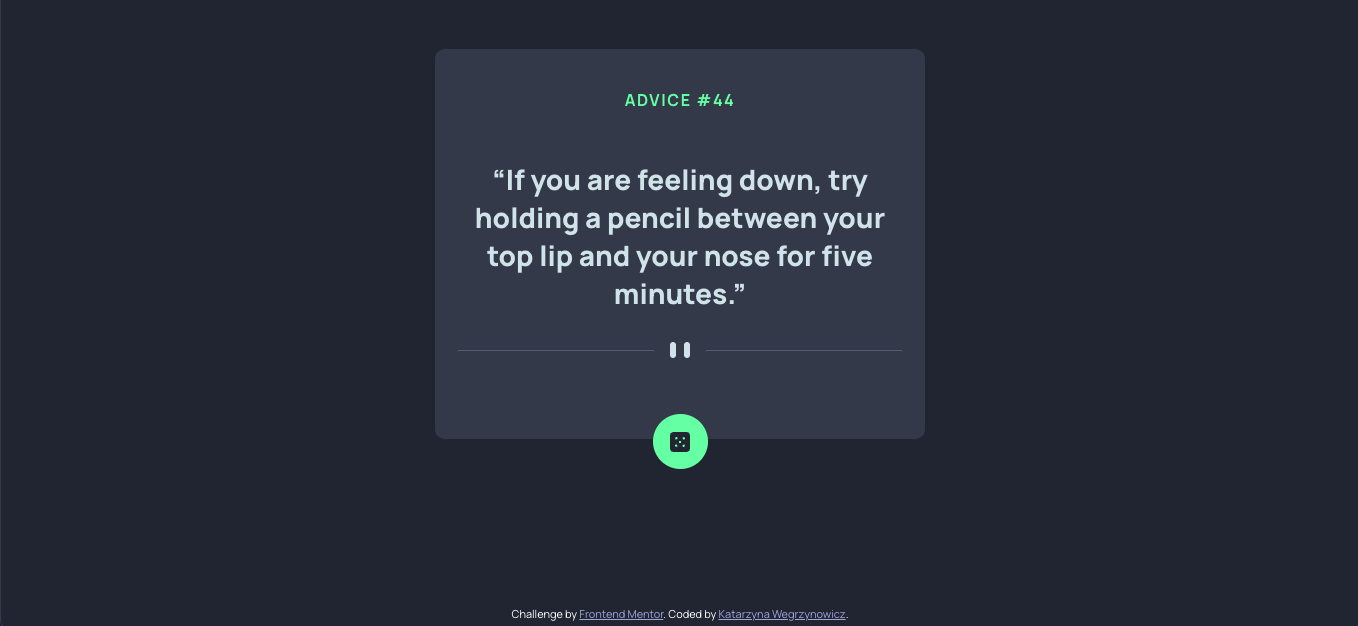 ADVICE #44
“If you are feeling down, try
holding a pencil between your
top lip and your nose for five
minutes.”
Challenge by Frontend Mentor. Coded by Katarzyna Wegrzynowicz.